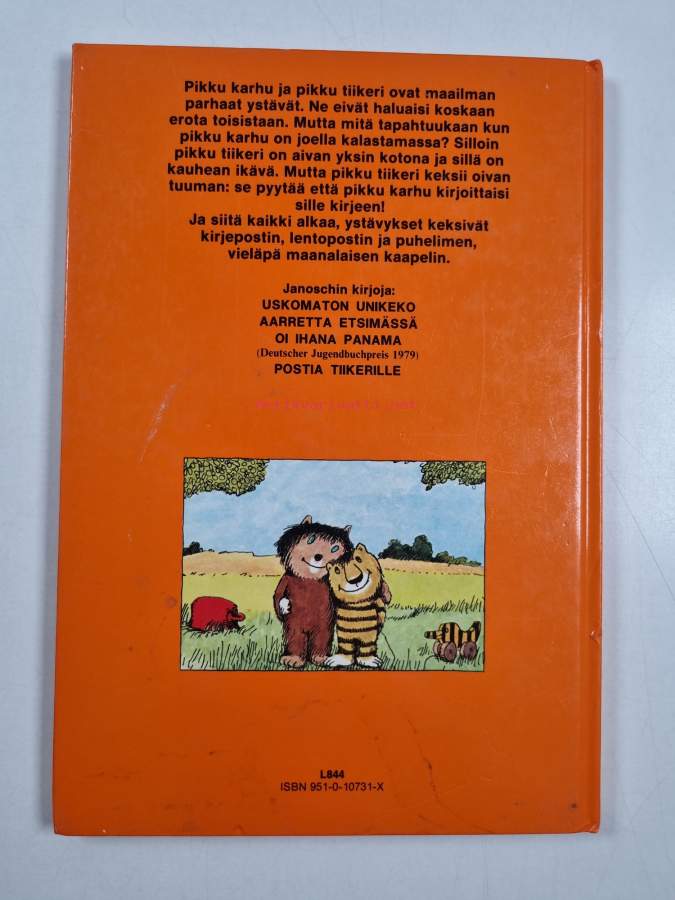 Pikku karhu ja pikku tiikeri ovat maailman
parhaat ystävät. Ne eivät haluaisi koskaan
erota toisistaan. Mutta mitä tapahtuukaan kun
pikku karhu on joella kalastamassa? Silloin
pikku tiikeri on aivan yksin kotona ja sillä on
kauhean ikävä. Mutta pikku tiikeri keksii oivan
tuuman: se pyytää että pikku karhu kirjoittaisi
sille kirjeen!
Ja siitä kaikki alkaa, ystävykset keksivät
kirjepostin, lentopostin ja puhelimen,
vieläpä maanalaisen kaapelin.
Janoschin kirjoja:
USKOMATON UNIKEKO
AARRETTA ETSIMÄSSÄ
OI IHANA PANAMA
(Deutscher Jugendbuchpreis 1979)
POSTIA TIIKERILLE
L844
ISBN 951-0-10731-X